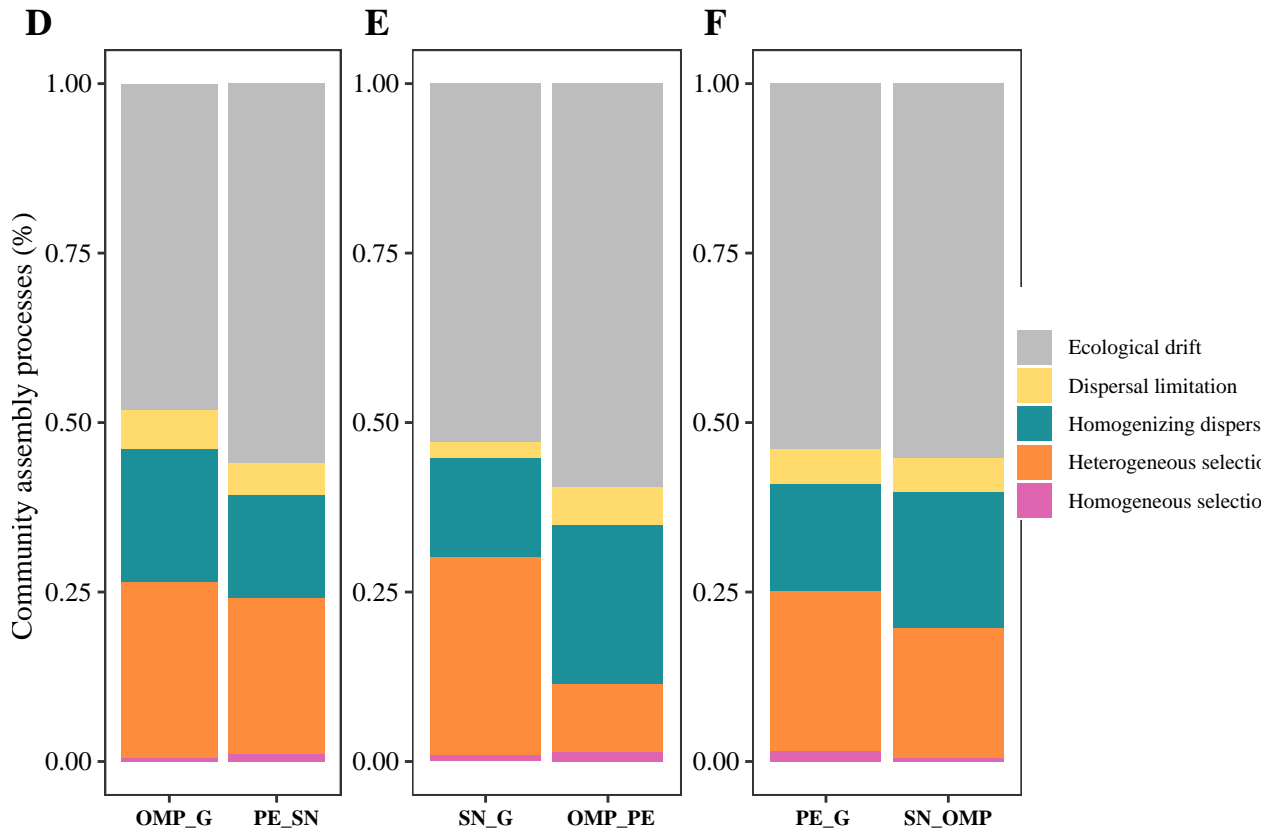 D
E
F
Community assembly processes (%)
1.00
0.75
0.50
0.25
0.00
OMP_G
PE_SN
1.00
0.75
0.50
0.25
0.00
SN_G
OMP_PE
1.00
0.75
0.50
0.25
0.00
PE_G
SN_OMP
Ecological drift
Dispersal limitation
Homogenizing dispers
Heterogeneous selectio
Homogeneous selectio